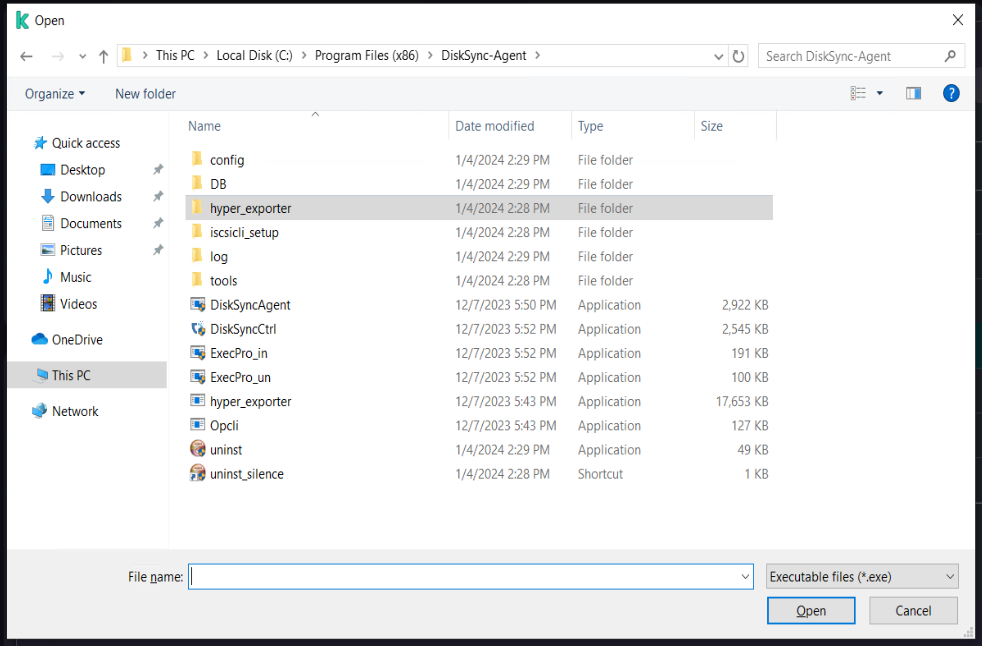 Open
This PC Local Disk (C:) Program Files (x86) DiskSync-Agent Search DiskSync-Agent
Organize New folder ?
Name Date modified Type Size
Quick access
Desktop
Downloads
Documents
Pictures
Music
Videos
OneDrive
This PC
Network
config 1/4/2024 2:29 PM File folder
DB 1/4/2024 2:29 PM File folder
hyper_exporter 1/4/2024 2:28 PM File folder
iscsicli_setup 1/4/2024 2:28 PM File folder
log 1/4/2024 2:29 PM File folder
tools 1/4/2024 2:28 PM File folder
DiskSyncAgent 12/7/2023 5:50 PM Application 2,922 KB
DiskSyncCtrl 12/7/2023 5:52 PM Application 2,545 KB
ExecPro_in 12/7/2023 5:52 PM Application 191 KB
ExecPro_un 12/7/2023 5:52 PM Application 100 KB
hyper_exporter 12/7/2023 5:43 PM Application 17,653 KB
Opcli 12/7/2023 5:43 PM Application 127 KB
uninst 1/4/2024 2:29 PM Application 49 KB
uninst_silence 1/4/2024 2:28 PM Shortcut 1 KB
File name: Executable files (*.exe)
Open Cancel